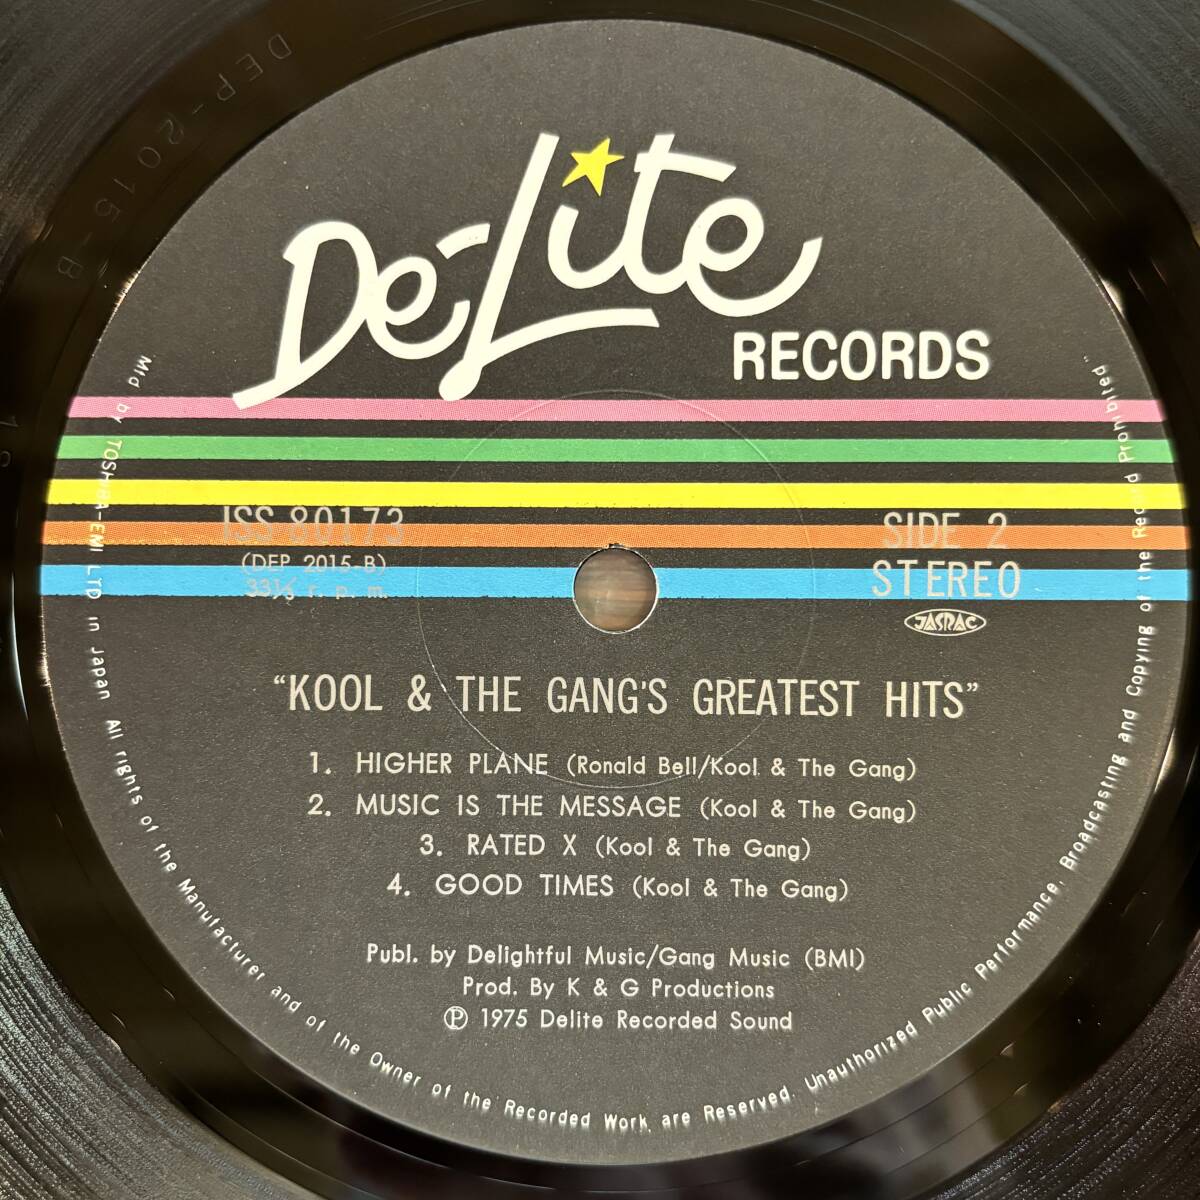 De-Lite
RECORDS
ISS 80173
(DEP 2015-B)
33⅓ r. p. m.
SIDE 2
STEREO
JASRAC
“KOOL & THE GANG'S GREATEST HITS”
1. HIGHER PLANE (Ronald Bell/Kool & The Gang)
2. MUSIC IS THE MESSAGE (Kool & The Gang)
3. RATED X (Kool & The Gang)
4. GOOD TIMES (Kool & The Gang)
Publ. by Delightful Music/Gang Music (BMI)
Prod. By K & G Productions
Ⓟ 1975 Delite Recorded Sound
Mfd by TOSHIBA-EMI LTD in Japan All rights of the Manufacturer and of the Owner of the Recorded Work are Reserved. Unauthorized Public Performance, Broadcasting and Copying of the Record Prohibited”
DEP-2015-B